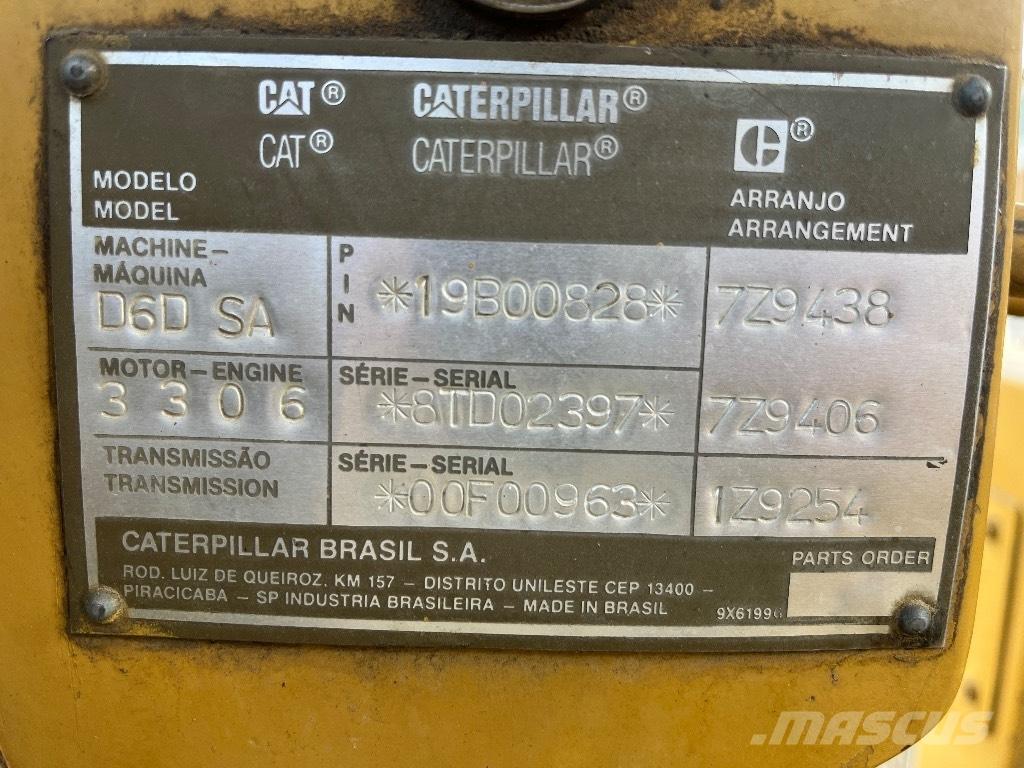 CAT® CATERPILLAR®
CAT® CATERPILLAR®
C®
MODELO
MODEL
ARRANJO
ARRANGEMENT
MACHINE-
MÁQUINA
D6D SA
PIN
*19B00828*
7Z9438
MOTOR-ENGINE
3306
SÉRIE-SERIAL
*8TD02397*
7Z9406
TRANSMISSÃO
TRANSMISSION
SÉRIE-SERIAL
*00F00963*
1Z9254
CATERPILLAR BRASIL S.A.
ROD. LUIZ DE QUEIROZ, KM 157 - DISTRITO UNILESTE CEP 13400 -
PIRACICABA - SP INDUSTRIA BRASILEIRA - MADE IN BRASIL
PARTS ORDER
MASCUS